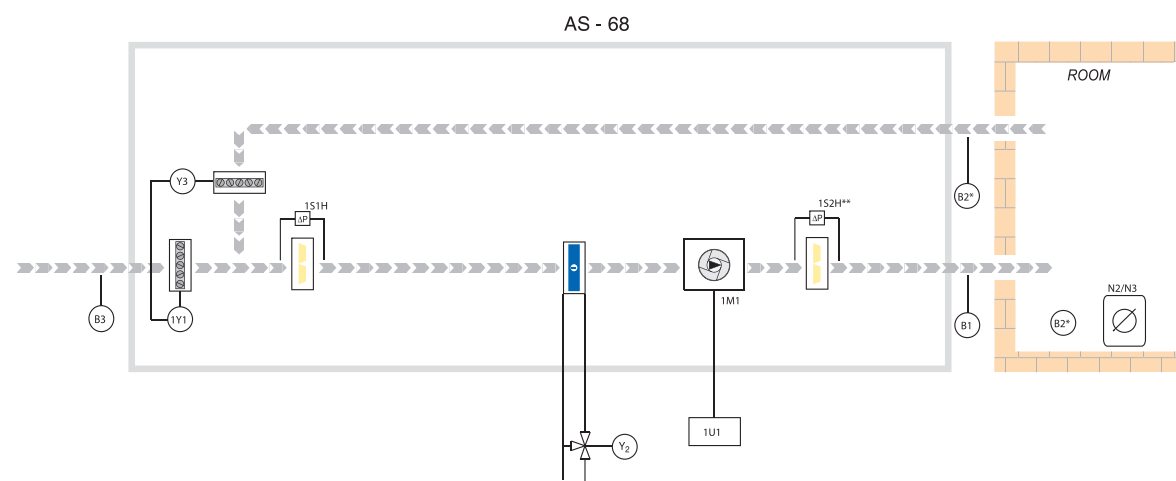 AS - 68
ROOM
Y3
B2*
1S1H
ΔP
1S2H**
ΔP
B3
1Y1
1M1
B1
B2*
N2/N3
1U1
Y2